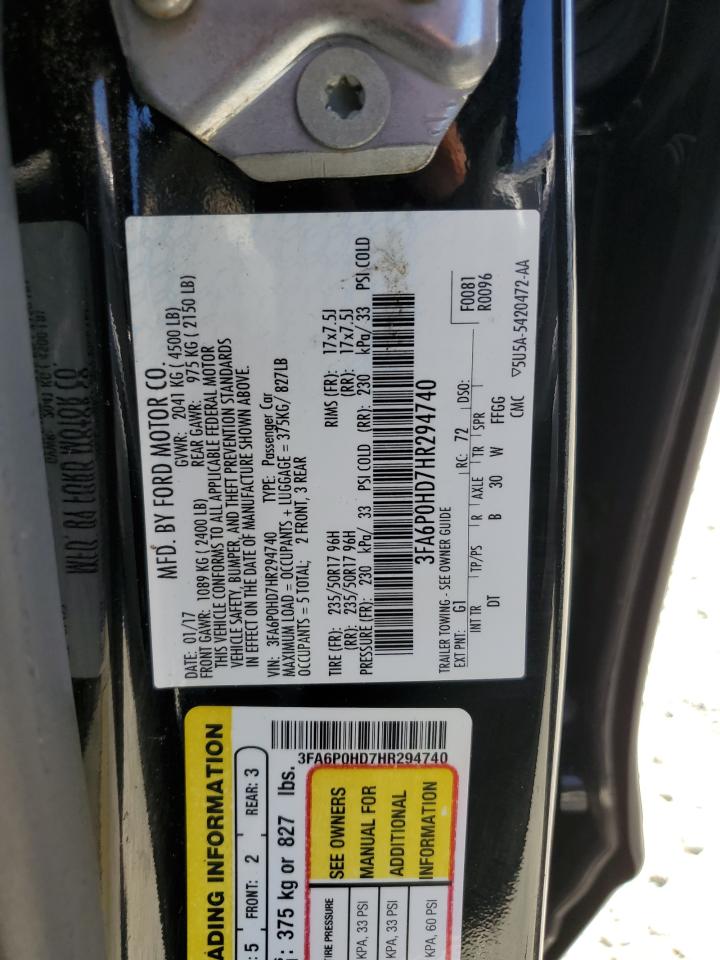 MFD. BY FORD MOTOR CO.
DATE: 01/17 GVWR: 2041 KG ( 4500 LB)
FRONT GAWR: 1089 KG ( 2400 LB) REAR GAWR: 975 KG ( 2150 LB)
THIS VEHICLE CONFORMS TO ALL APPLICABLE FEDERAL MOTOR
VEHICLE SAFETY, BUMPER, AND THEFT PREVENTION STANDARDS
IN EFFECT ON THE DATE OF MANUFACTURE SHOWN ABOVE.
VIN: 3FA6P0HD7HR294740 TYPE: Passenger Car
MAXIMUM LOAD = OCCUPANTS + LUGGAGE = 375KG/ 827LB
OCCUPANTS = 5 TOTAL; 2 FRONT, 3 REAR
TIRE (FR): 235/50R17 96H RIMS (FR): 17x7.5J
(RR): 235/50R17 96H (RR): 17x7.5J
PRESSURE (FR): 230 kPa/ 33 PSI COLD (RR): 230 kPa/ 33 PSI COLD
3FA6P0HD7HR294740
TRAILER TOWING - SEE OWNER GUIDE F0081
EXT PNT: G1 RC: 72 DSO: R0096
INT TR TP/PS R AXLE TR SPR
DT B 30 W FFGG
CMC ▽5U5A-5420472-AA
ADING INFORMATION
5 FRONT: 2 REAR: 3
: 375 kg or 827 lbs.
3FA6P0HD7HR294740
TIRE PRESSURE SEE OWNERS
KPA, 33 PSI MANUAL FOR
KPA, 33 PSI ADDITIONAL
KPA, 60 PSI INFORMATION